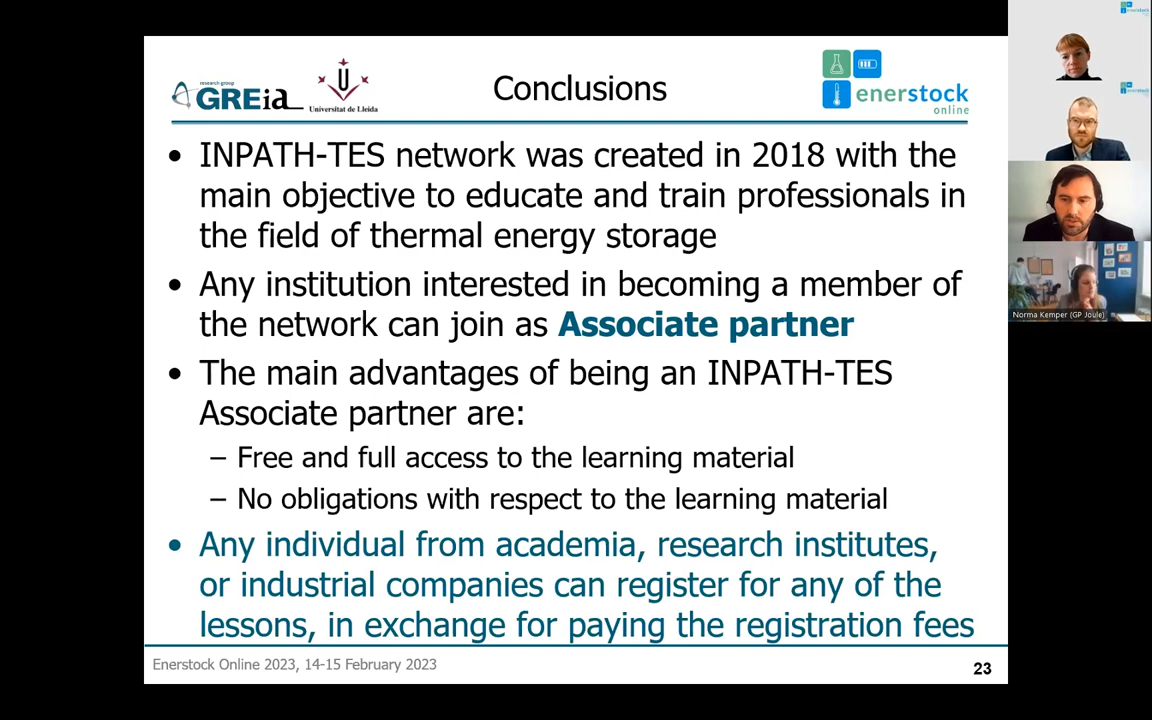 research group
GREiA
Universitat de Lleida
Conclusions
enerstock
online
• INPATH-TES network was created in 2018 with the
main objective to educate and train professionals in
the field of thermal energy storage
• Any institution interested in becoming a member of
the network can join as Associate partner
• The main advantages of being an INPATH-TES
Associate partner are:
– Free and full access to the learning material
– No obligations with respect to the learning material
• Any individual from academia, research institutes,
or industrial companies can register for any of the
lessons, in exchange for paying the registration fees
Enerstock Online 2023, 14-15 February 2023
23
Norma Kemper (GP Joule)